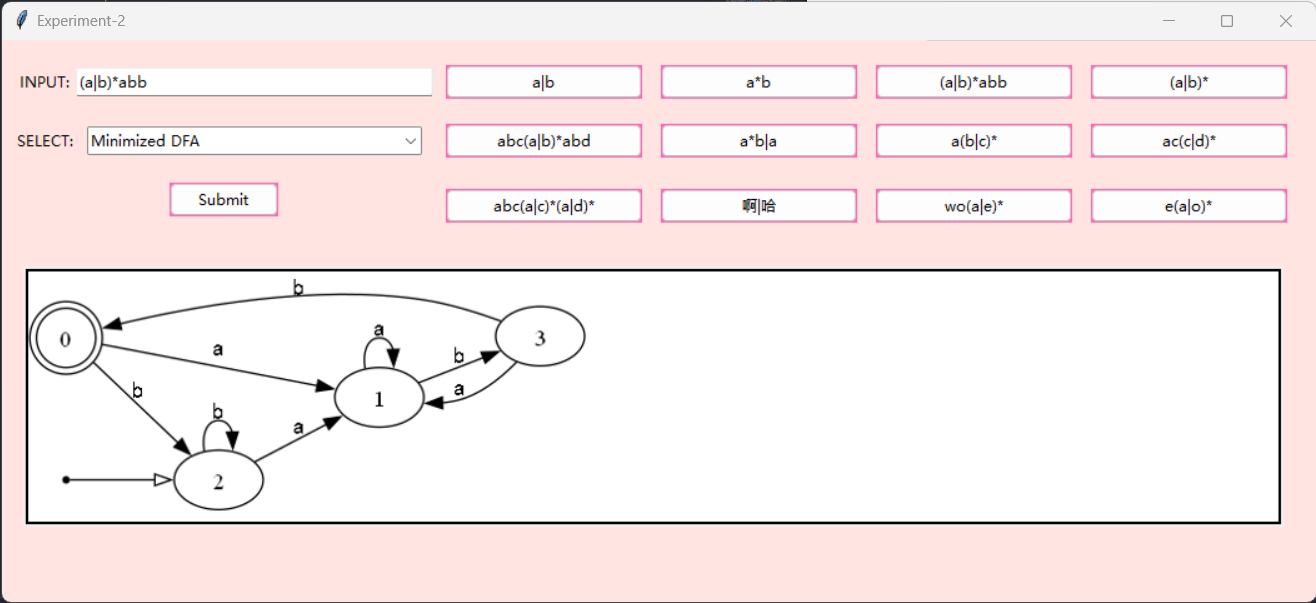 Experiment-2
INPUT: (a|b)*abb
a|b
a*b
(a|b)*abb
(a|b)*
SELECT: Minimized DFA
abc(a|b)*abd
a*b|a
a(b|c)*
ac(c|d)*
Submit
abc(a|c)*(a|d)*
啊|哈
wo(a|e)*
e(a|o)*
b
0
a
a
3
b
b
a
1
b
a
2